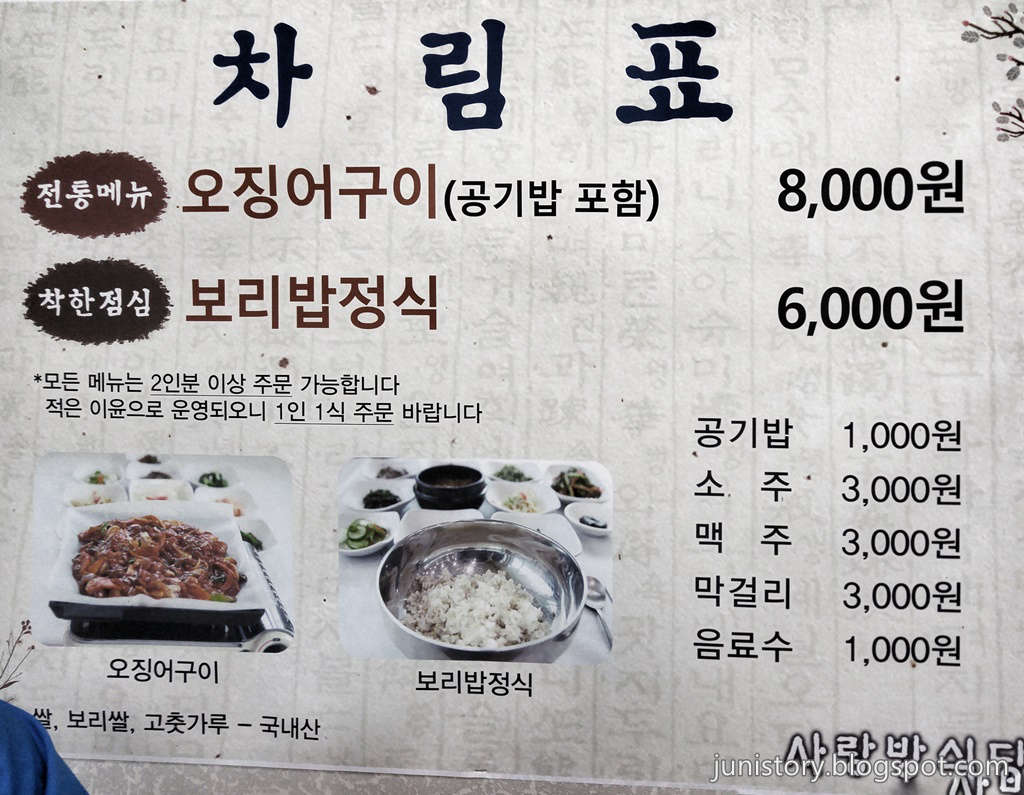 차림표
전통메뉴 오징어구이(공기밥 포함) 8,000원
착한점심 보리밥정식 6,000원
*모든 메뉴는 2인분 이상 주문 가능합니다
적은 이윤으로 운영되오니 1인 1식 주문 바랍니다
공기밥 1,000원
소 주 3,000원
맥 주 3,000원
막걸리 3,000원
음료수 1,000원
오징어구이
보리밥정식
쌀, 보리쌀, 고춧가루 - 국내산
사랑방식당
junistory.blogspot.com